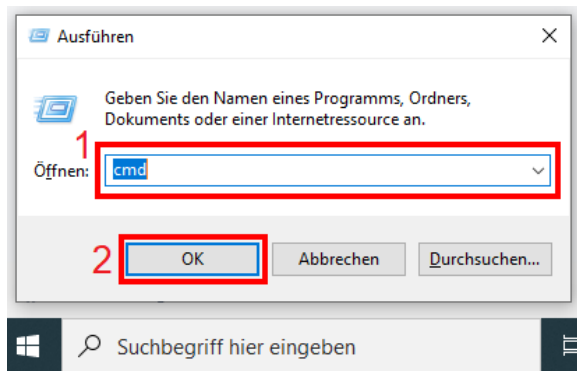 Ausführen
Geben Sie den Namen eines Programms, Ordners,
Dokuments oder einer Internetressource an.
1
Öffnen: cmd
2 OK Abbrechen Durchsuchen...
Suchbegriff hier eingeben